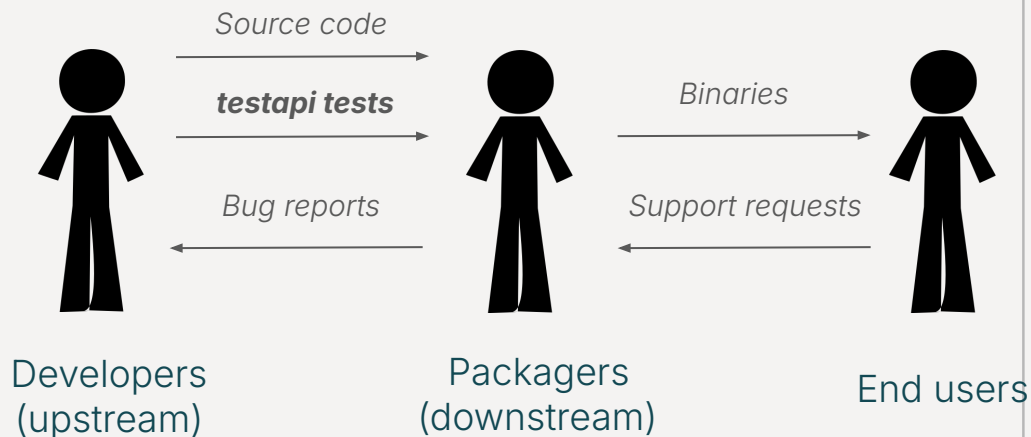 Source code
testapi tests
Binaries
Bug reports
Support requests
Developers
(upstream)
Packagers
(downstream)
End users